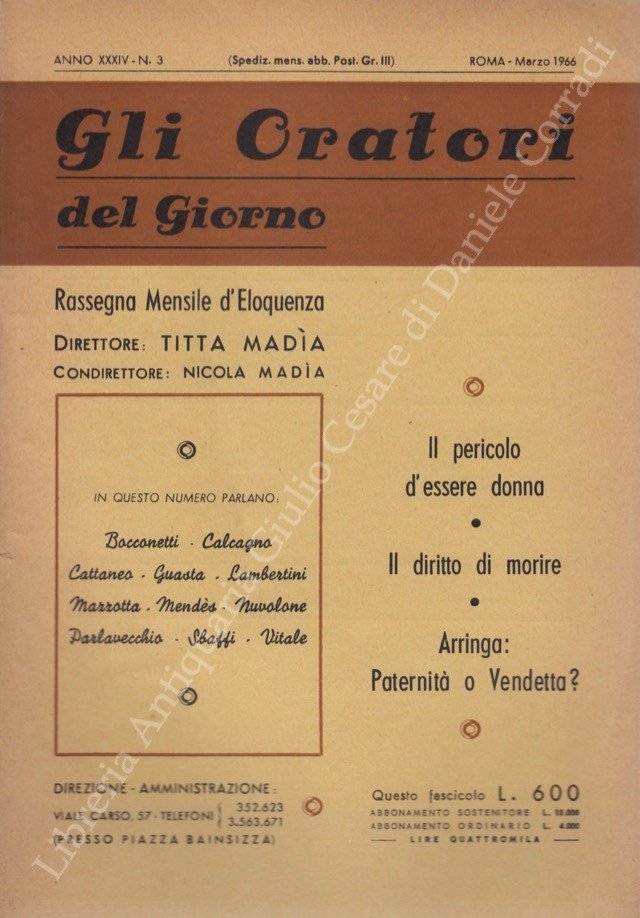 ANNO XXXIV - N. 3 (Spediz. mens. abb. Post. Gr. III) ROMA - Marzo 1966
Gli Oratori
del Giorno
Rassegna Mensile d'Eloquenza
DIRETTORE: TITTA MADÌA
CONDIRETTORE: NICOLA MADÌA
IN QUESTO NUMERO PARLANO:
Bocconetti - Calcagno
Cattaneo - Guasta - Lambertini
Mazzotta - Mendès - Nuvolone
Parlavecchio - Sbaffi - Vitale
Il pericolo
d'essere donna
•
Il diritto di morire
•
Arringa:
Paternità o Vendetta?
DIREZIONE - AMMINISTRAZIONE:
VIALE CARSO, 57 - TELEFONI { 352.623
3.563.671
(PRESSO PIAZZA BAINSIZZA)
Questo fascicolo L. 600
ABBONAMENTO SOSTENITORE L. 10.000
ABBONAMENTO ORDINARIO L. 4.000
— LIRE QUATTROMILA —
Libreria Antiquaria Giulio Cesare di Daniele Corradi